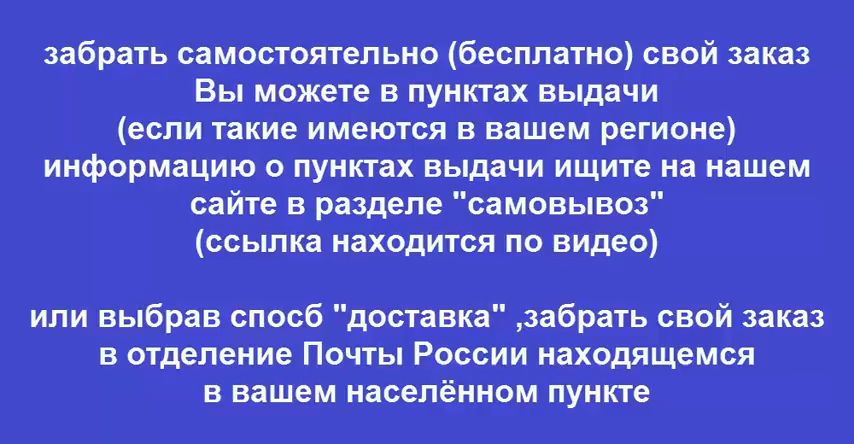 забрать самостоятельно (бесплатно) свой заказ
Вы можете в пунктах выдачи
(если такие имеются в вашем регионе)
информацию о пунктах выдачи ищите на нашем
сайте в разделе "самовывоз"
(ссылка находится по видео)
или выбрав спосб "доставка" ,забрать свой заказ
в отделение Почты России находящемся
в вашем населённом пункте